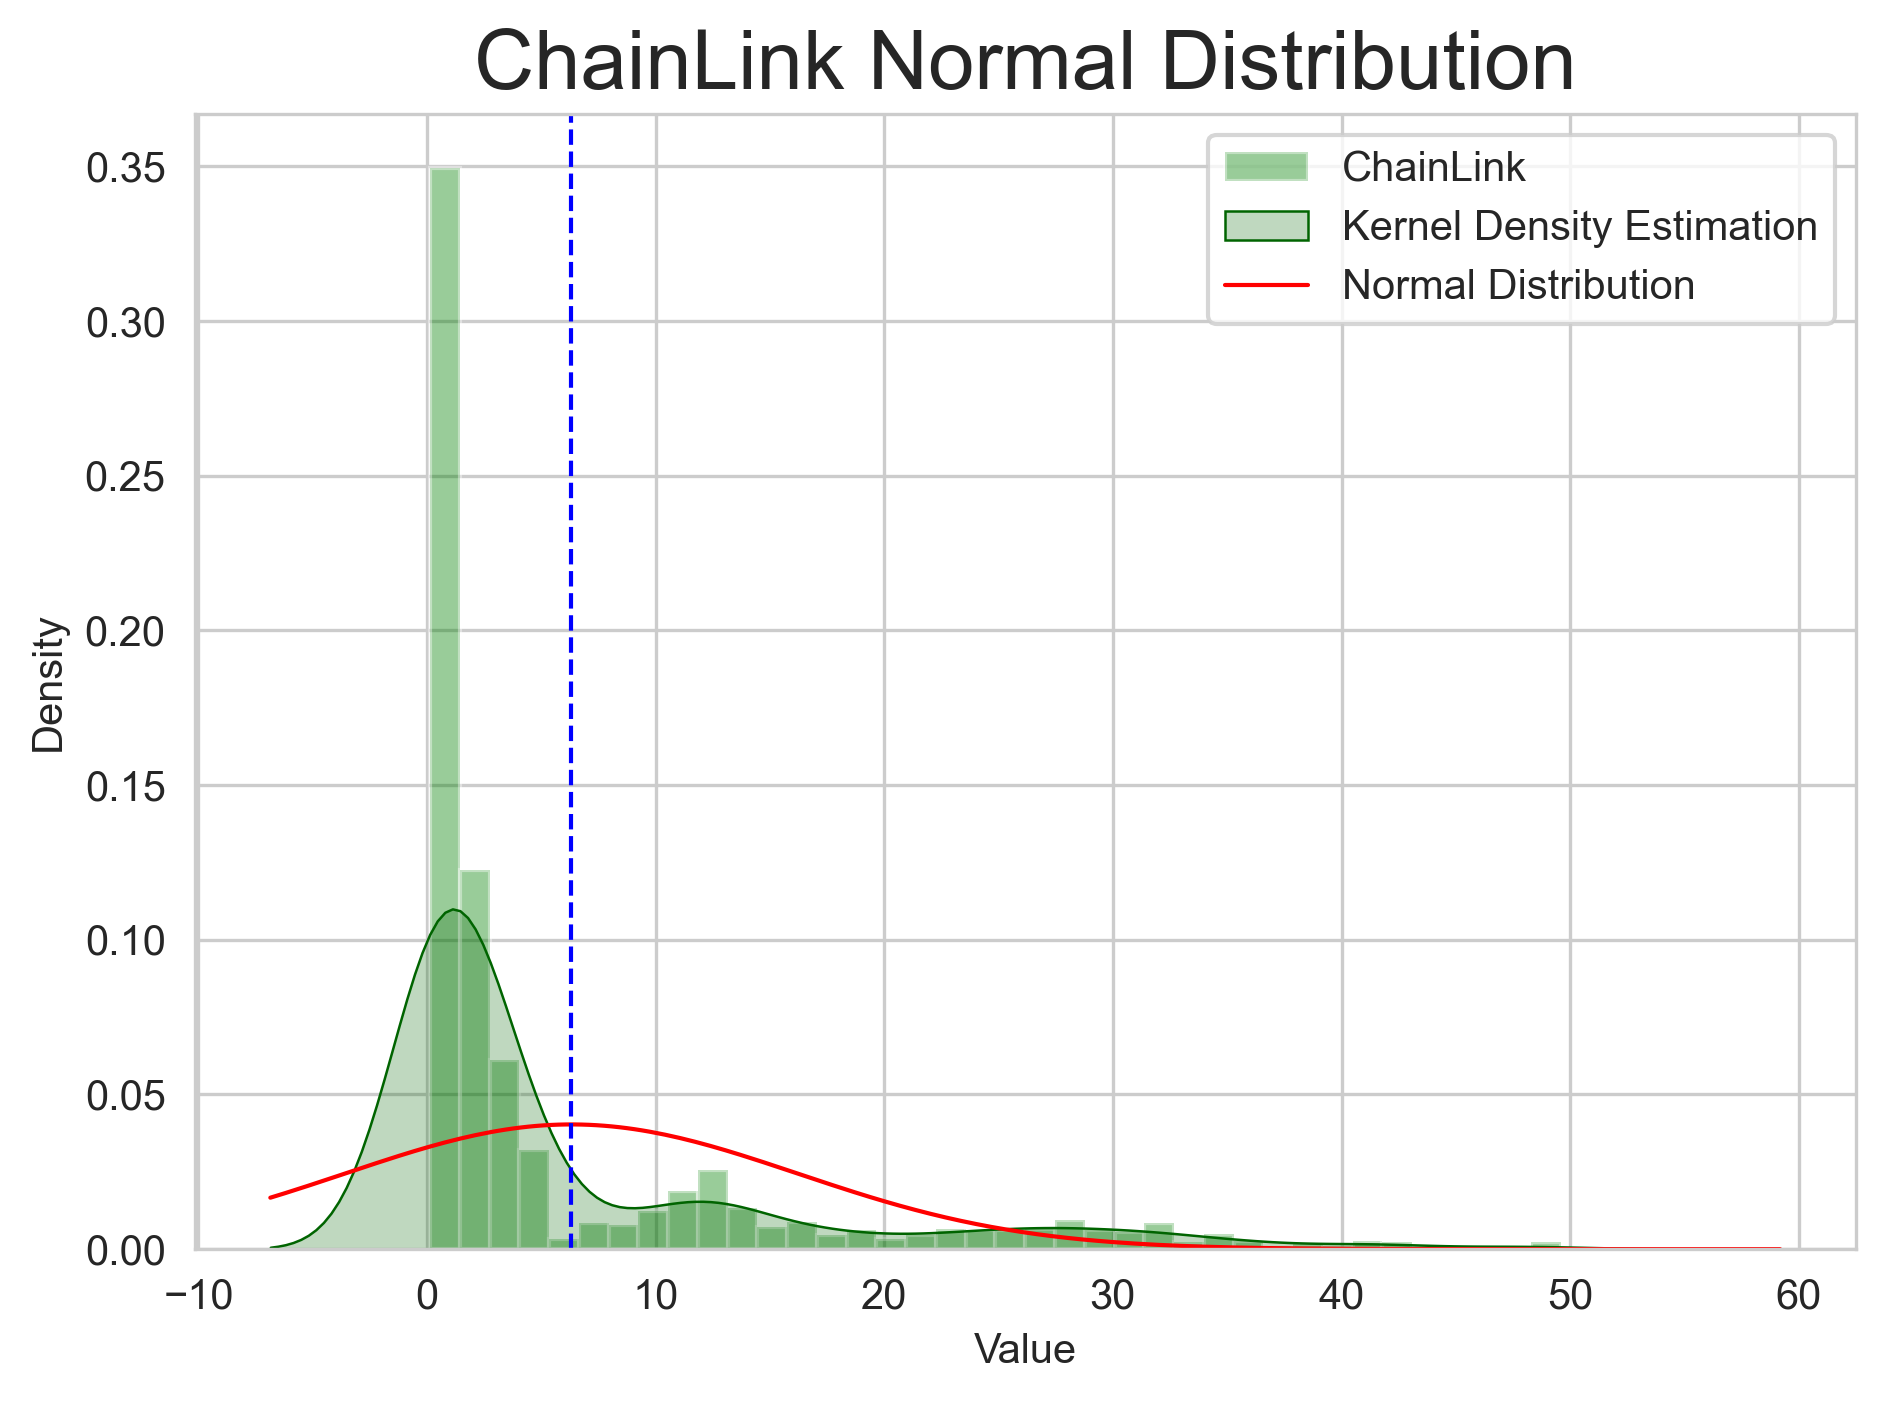 ChainLink Normal Distribution
ChainLink
Kernel Density Estimation
Normal Distribution
0.35
0.30
0.25
0.20
0.15
0.10
0.05
0.00
Density
−10 0 10 20 30 40 50 60
Value